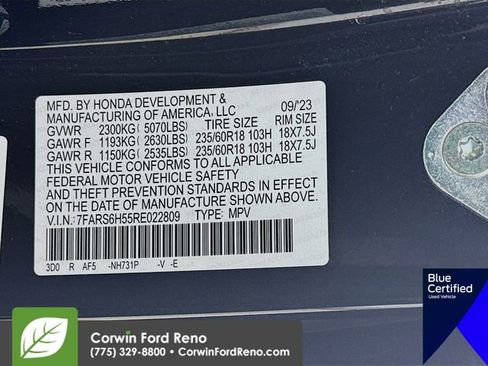 MFD. BY HONDA DEVELOPMENT &
MANUFACTURING OF AMERICA, LLC 09/'23
GVWR 2300KG(5070LBS) TIRE SIZE RIM SIZE
GAWR F 1193KG(2630LBS) 235/60R18 103H 18X7.5J
GAWR R 1150KG(2535LBS) 235/60R18 103H 18X7.5J
THIS VEHICLE CONFORMS TO ALL APPLICABLE
FEDERAL MOTOR VEHICLE SAFETY
AND THEFT PREVENTION STANDARDS IN EFFECT
ON THE DATE OF MANUFACTURE SHOWN ABOVE.
V.I.N.: 7FARS6H55RE022809 TYPE: MPV
3D0 R AF5 -NH731P -V -E
Blue
Certified
Used Vehicle
Corwin Ford Reno
(775) 329-8800 • CorwinFordReno.com